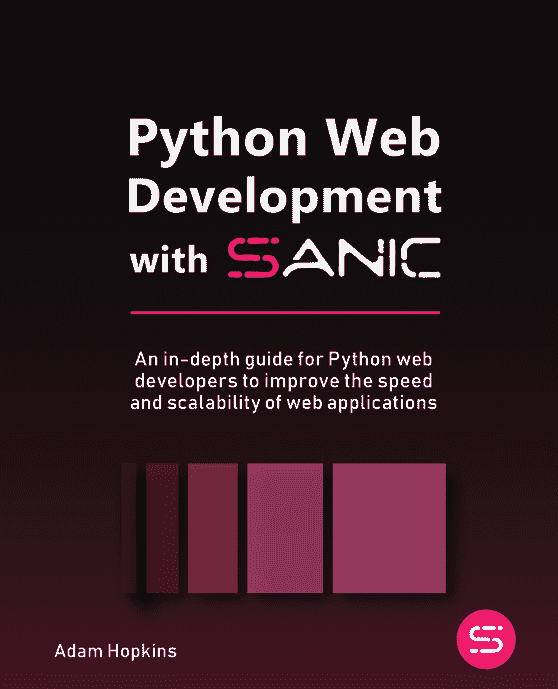 Python Web
Development
with SANIC
An in-depth guide for Python web
developers to improve the speed
and scalability of web applications
Adam Hopkins
S